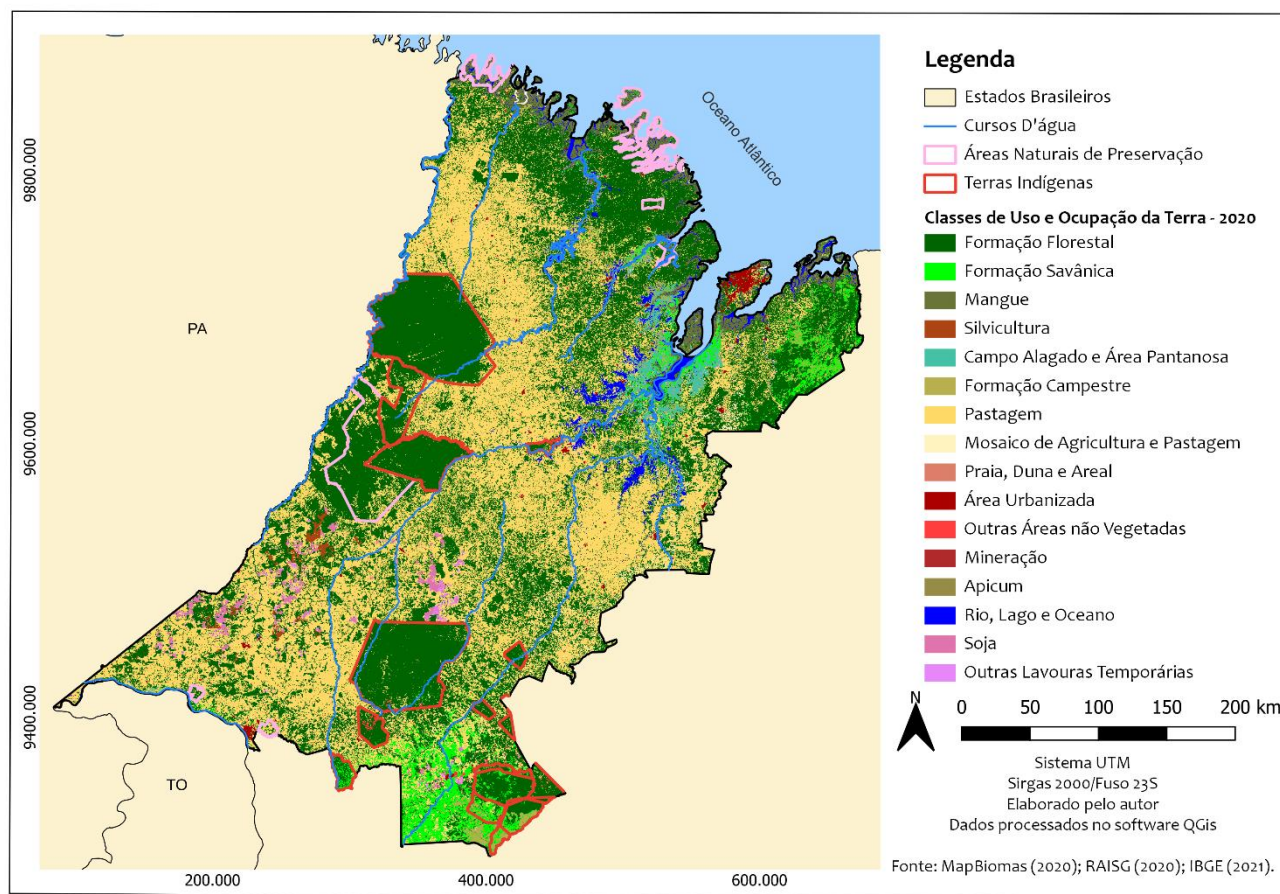 Oceano Atlântico
PA
TO
9800.000
9600.000
9400.000
200.000
400.000
600.000
Legenda
Estados Brasileiros
Cursos D'água
Áreas Naturais de Preservação
Terras Indígenas
Classes de Uso e Ocupação da Terra - 2020
Formação Florestal
Formação Savânica
Mangue
Silvicultura
Campo Alagado e Área Pantanosa
Formação Campestre
Pastagem
Mosaico de Agricultura e Pastagem
Praia, Duna e Areal
Área Urbanizada
Outras Áreas não Vegetadas
Mineração
Apicum
Rio, Lago e Oceano
Soja
Outras Lavouras Temporárias
N
0 50 100 150 200 km
Sistema UTM
Sirgas 2000/Fuso 23S
Elaborado pelo autor
Dados processados no software QGis
Fonte: MapBiomas (2020); RAISG (2020); IBGE (2021).